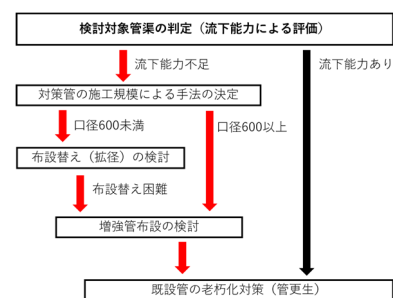 検討対象管渠の判定（流下能力による評価）
流下能力不足
流下能力あり
対策管の施工規模による手法の決定
口径600未満
口径600以上
布設替え（拡径）の検討
布設替え困難
増強管布設の検討
既設管の老朽化対策（管更生）